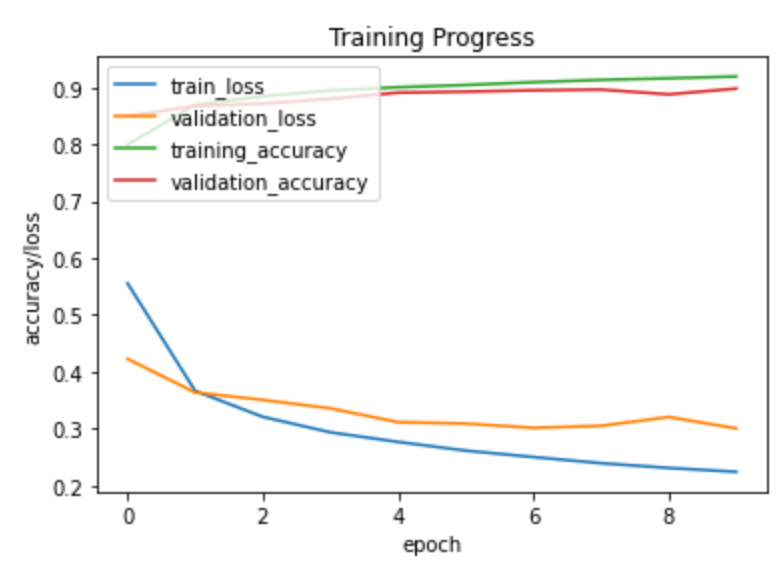 Training Progress
train_loss
validation_loss
training_accuracy
validation_accuracy
accuracy/loss
0.9
0.8
0.7
0.6
0.5
0.4
0.3
0.2
0 2 4 6 8
epoch